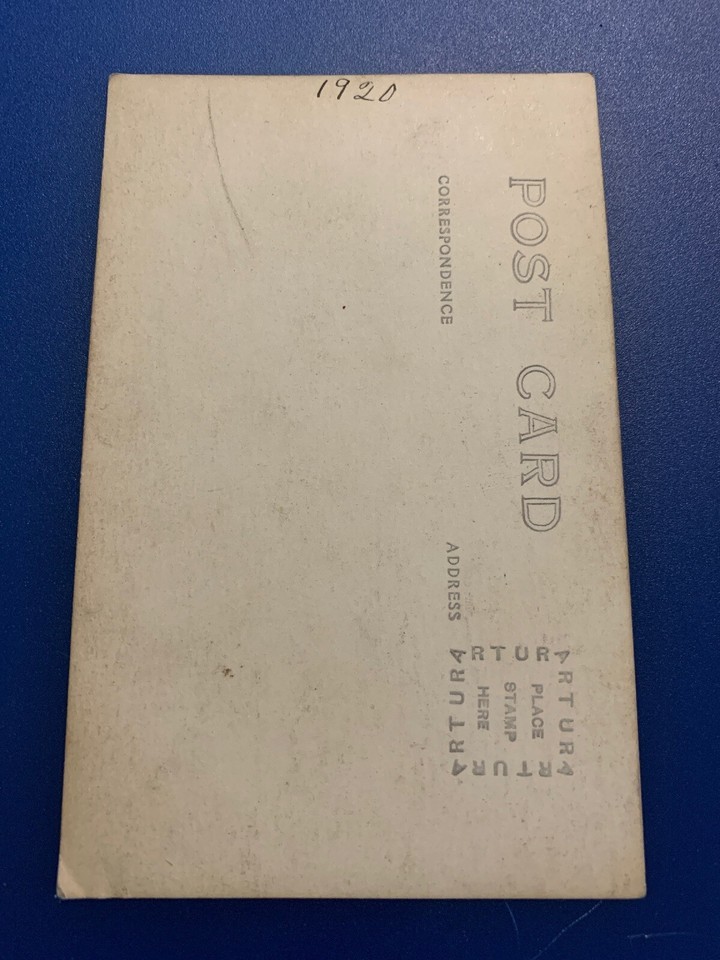 1920
POST CARD
CORRESPONDENCE
ADDRESS
ARTURA
PLACE
STAMP
HERE
ARTURA
ARTURA
ARTURA